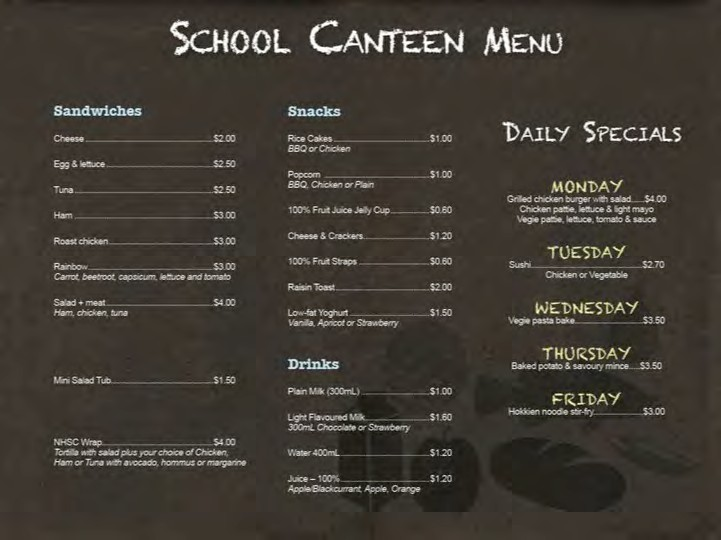 School Canteen Menu
Sandwiches
Cheese $2.00
Egg & lettuce $2.50
Tuna $2.50
Ham $3.00
Roast chicken $3.00
Rainbow $3.00
Carrot, beetroot, capsicum, lettuce and tomato
Salad + meat $4.00
Ham, chicken, tuna
Mini Salad Tub $1.50
NHSC Wrap $4.00
Tortilla with salad plus your choice of Chicken,
Ham or Tuna with avocado, hommus or margarine
Snacks
Rice Cakes $1.00
BBQ or Chicken
Popcorn $1.00
BBQ, Chicken or Plain
100% Fruit Juice Jelly Cup $0.60
Cheese & Crackers $1.20
100% Fruit Straps $0.60
Raisin Toast $2.00
Low-fat Yoghurt $1.50
Vanilla, Apricot or Strawberry
Drinks
Plain Milk (300mL) $1.00
Light Flavoured Milk $1.60
300mL Chocolate or Strawberry
Water 400mL $1.20
Juice – 100% $1.20
Apple/Blackcurrant, Apple, Orange
Daily Specials
MONDAY
Grilled chicken burger with salad $4.00
Chicken pattie, lettuce & light mayo
Vegie pattie, lettuce, tomato & sauce
TUESDAY
Sushi $2.70
Chicken or Vegetable
WEDNESDAY
Vegie pasta bake $3.50
THURSDAY
Baked potato & savoury mince $3.50
FRIDAY
Hokkien noodle stir-fry $3.00